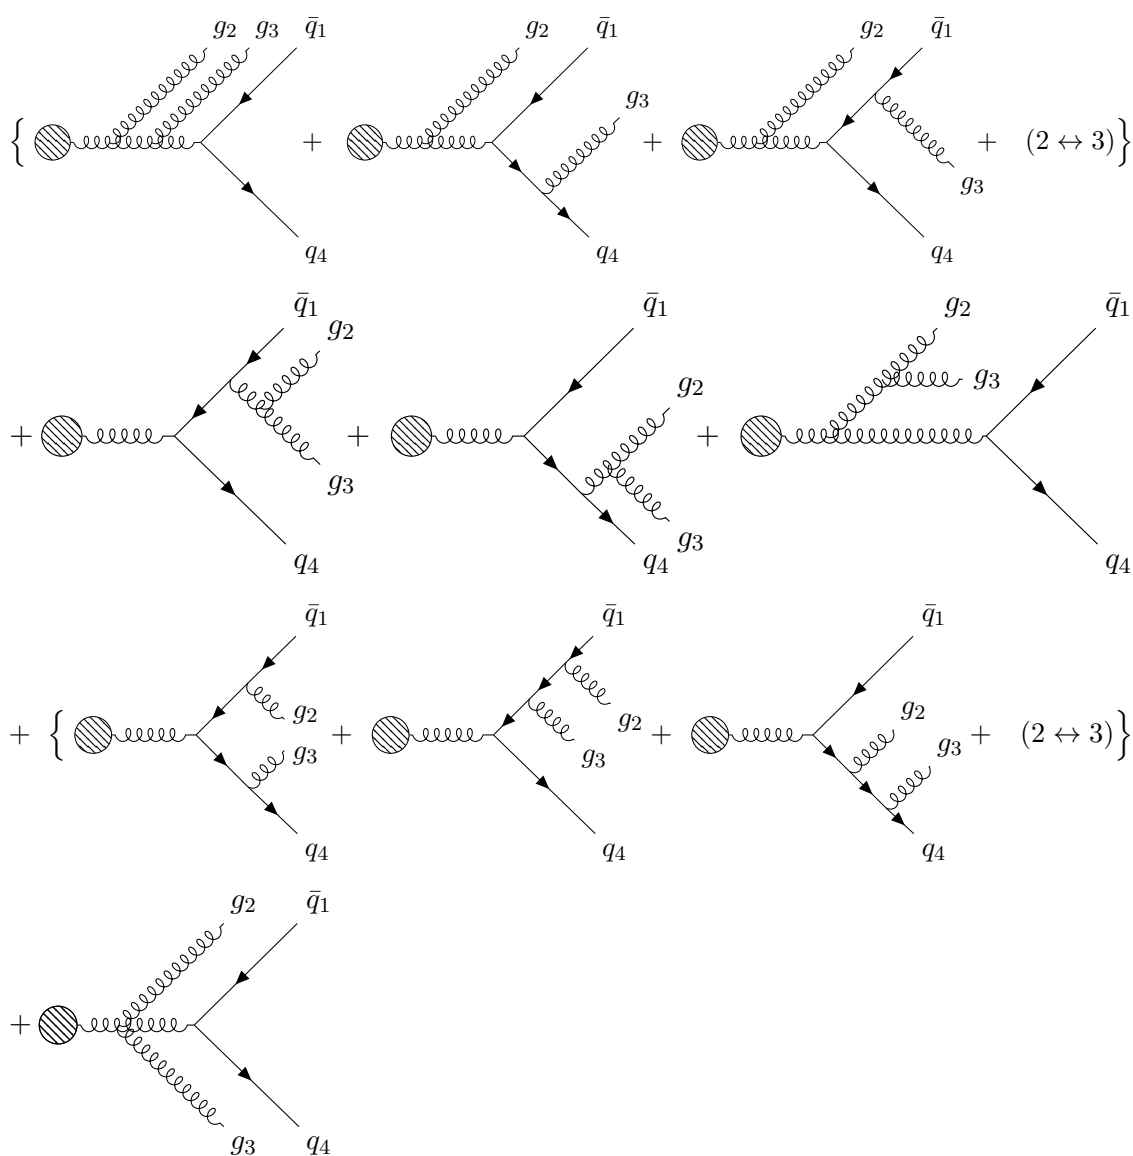 g₂ g₃ q̄₁ g₂ q̄₁ g₂ q̄₁
{ + g₃ + + (2 ↔ 3)}
g₃
q₄ q₄ q₄
q̄₁ q̄₁ g₂ q̄₁
g₂
g₂ g₃
+ + +
g₃ g₃
q₄ q₄ q₄
q̄₁ q̄₁ q̄₁
g₂ g₂ g₂
+ { + + + (2 ↔ 3)}
g₃ g₃ g₃
q₄ q₄ q₄
g₂ q̄₁
+
g₃ q₄